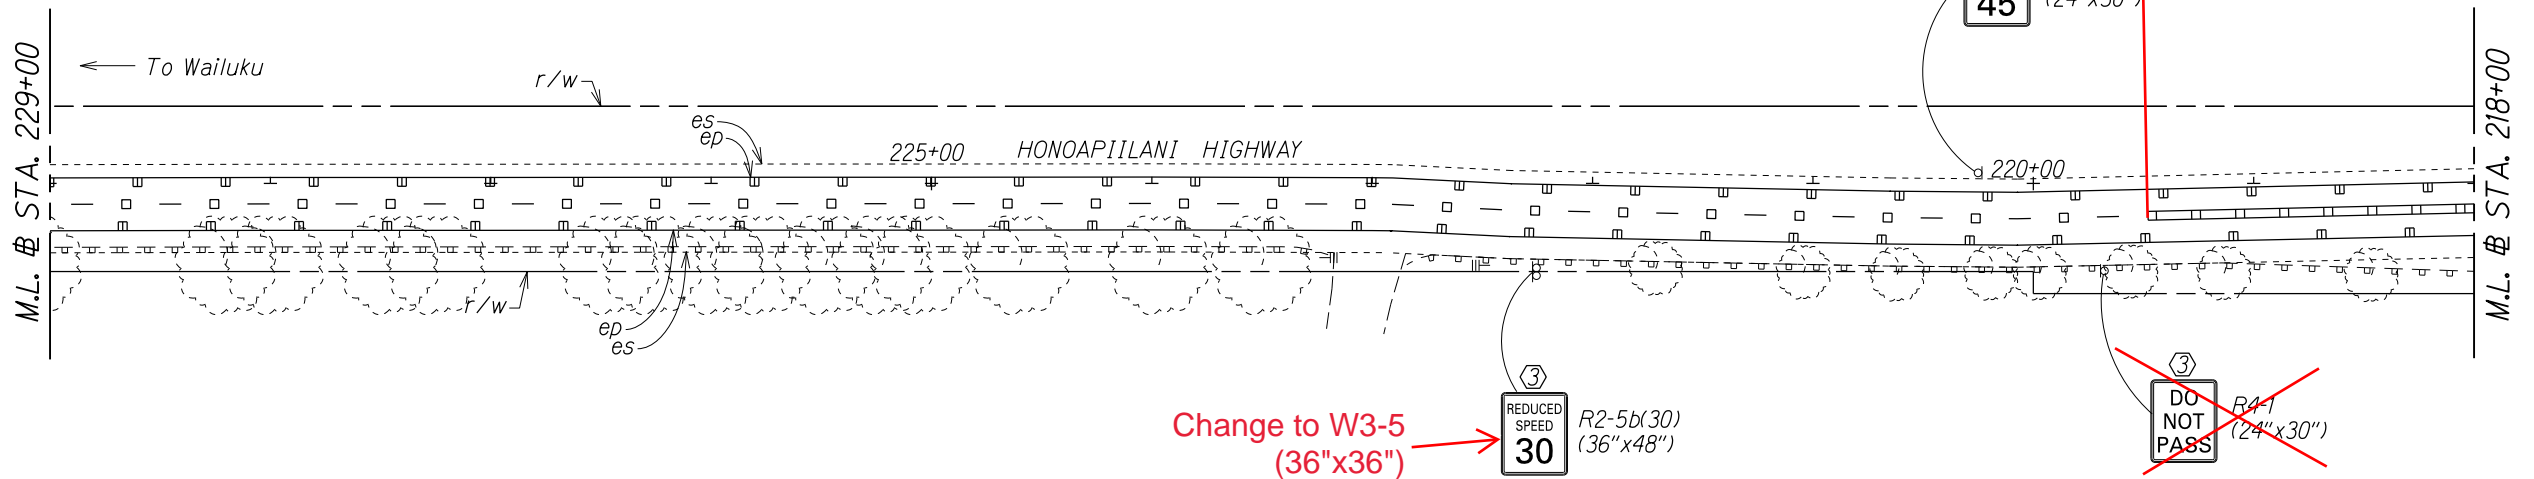 45
(24"x30")
M.L. ℄ STA. 229+00
To Wailuku
r/w
es
ep
225+00 HONOAPIILANI HIGHWAY
220+00
M.L. ℄ STA. 218+00
r/w
ep
es
3
REDUCED
SPEED
30
R2-5b(30)
(36"x48")
Change to W3-5
(36"x36")
3
DO
NOT
PASS
R4-1
(24"x30")